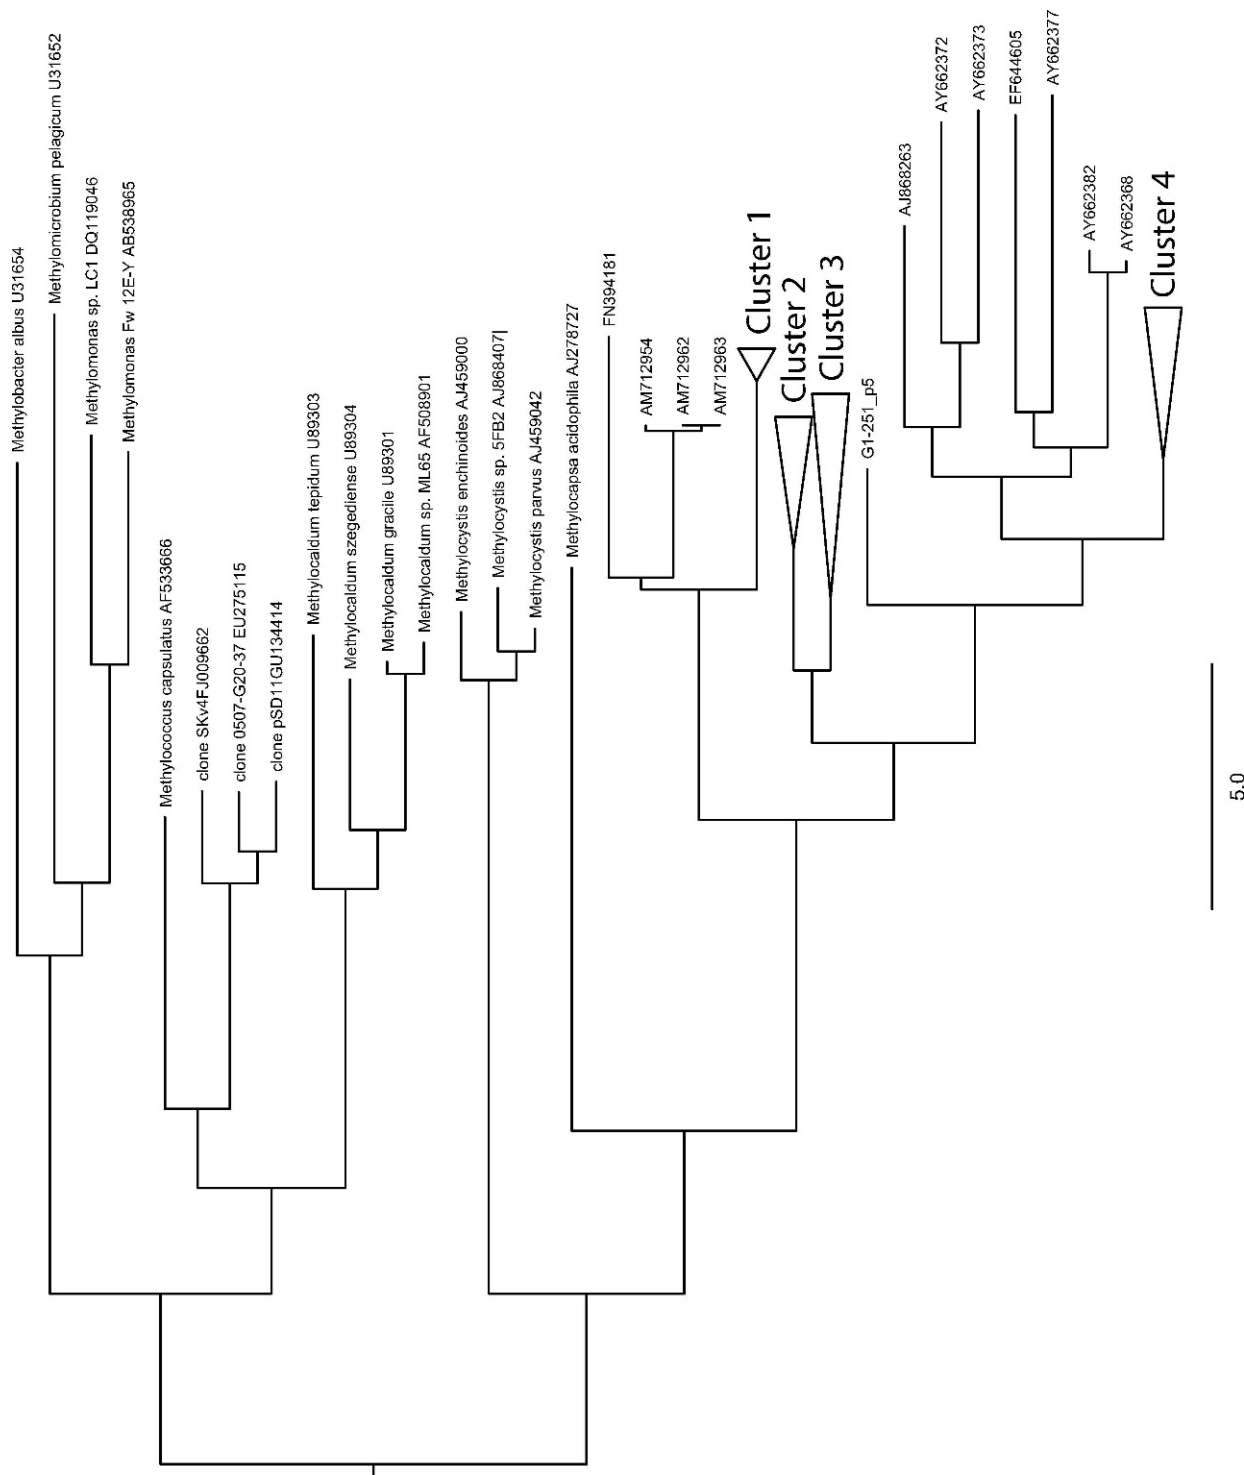 Methylobacter albus U31654
Methylomicrobium pelagicum U31652
Methylomonas sp. LC1 DQ119046
Methylomonas Fw 12E-Y AB538965
Methylococcus capsulatus AF533666
clone SKv4FJ009662
clone 0507-G20-37 EU275115
clone pSD11GU134414
Methylocaldum tepidum U89303
Methylocaldum szegediense U89304
Methylocaldum gracile U89301
Methylocaldum sp. ML65 AF508901
Methylocystis enchinoides AJ459000
Methylocystis sp. 5FB2 AJ868407|
Methylocystis parvus AJ459042
Methylocapsa acidophila AJ278727
FN394181
AM712954
AM712962
AM712963
Cluster 1
Cluster 2
Cluster 3
G1-251_p5
AJ868263
AY662372
AY662373
EF644605
AY662377
AY662382
AY662368
Cluster 4
5.0